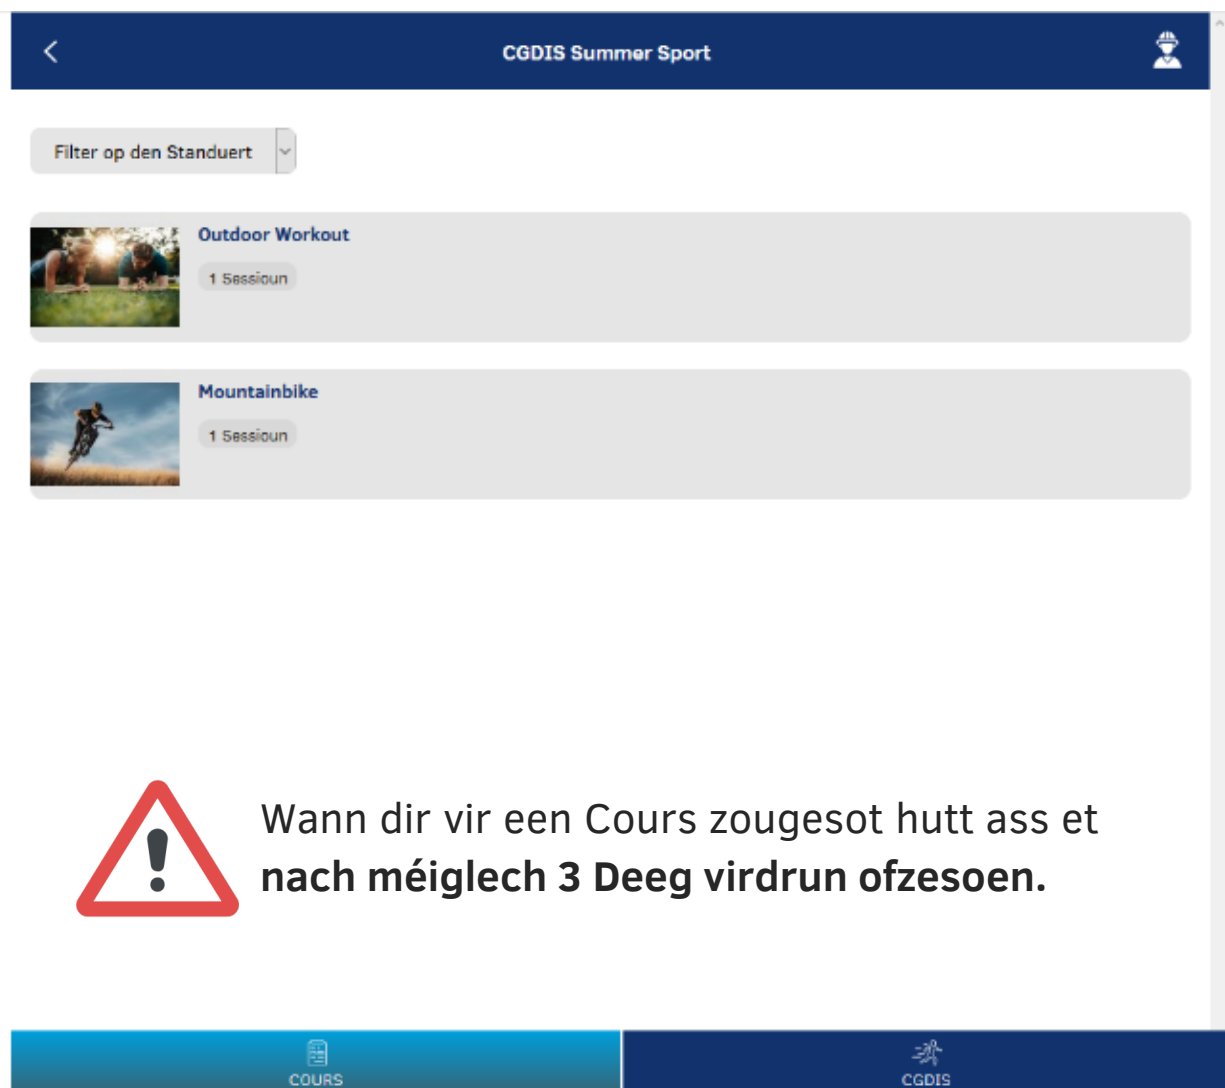 CGDIS Summer Sport
Filter op den Standuert
Outdoor Workout
1 Sessioun
Mountainbike
1 Sessioun
Wann dir vir een Cours zougesot hutt ass et
nach méiglech 3 Deeg virdrun ofzesoen.
COURS
CGDIS